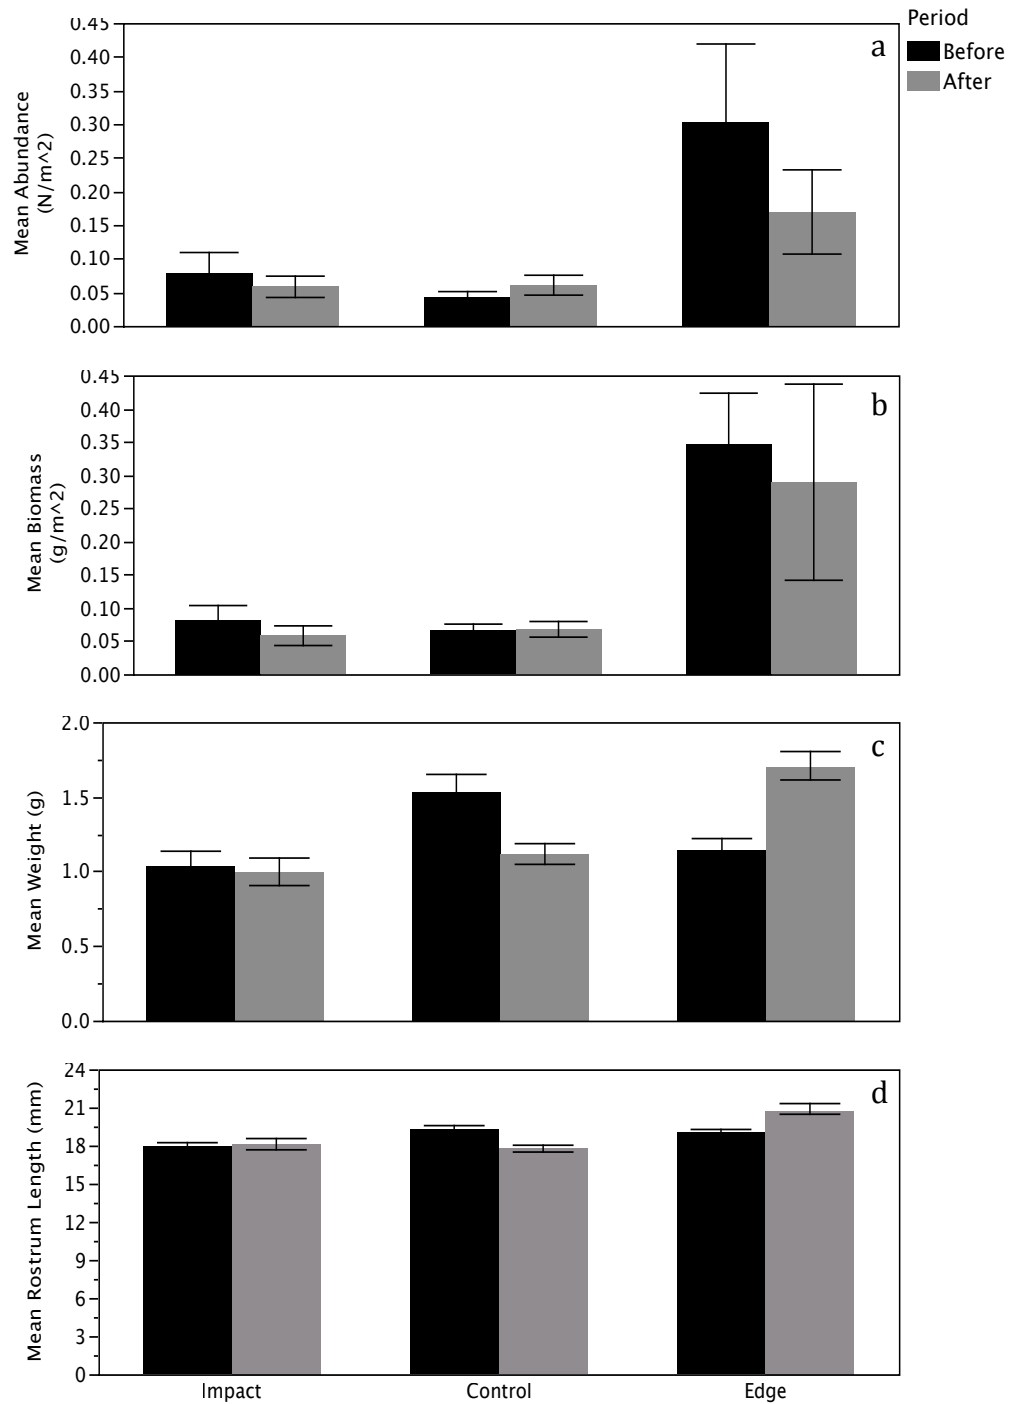 Period
Before
After
a
Mean Abundance
(N/m^2)
0.45
0.40
0.35
0.30
0.25
0.20
0.15
0.10
0.05
0.00
b
Mean Biomass
(g/m^2)
0.45
0.40
0.35
0.30
0.25
0.20
0.15
0.10
0.05
0.00
c
Mean Weight (g)
2.0
1.5
1.0
0.5
0.0
d
Mean Rostrum Length (mm)
24
21
18
15
12
9
6
3
0
Impact Control Edge